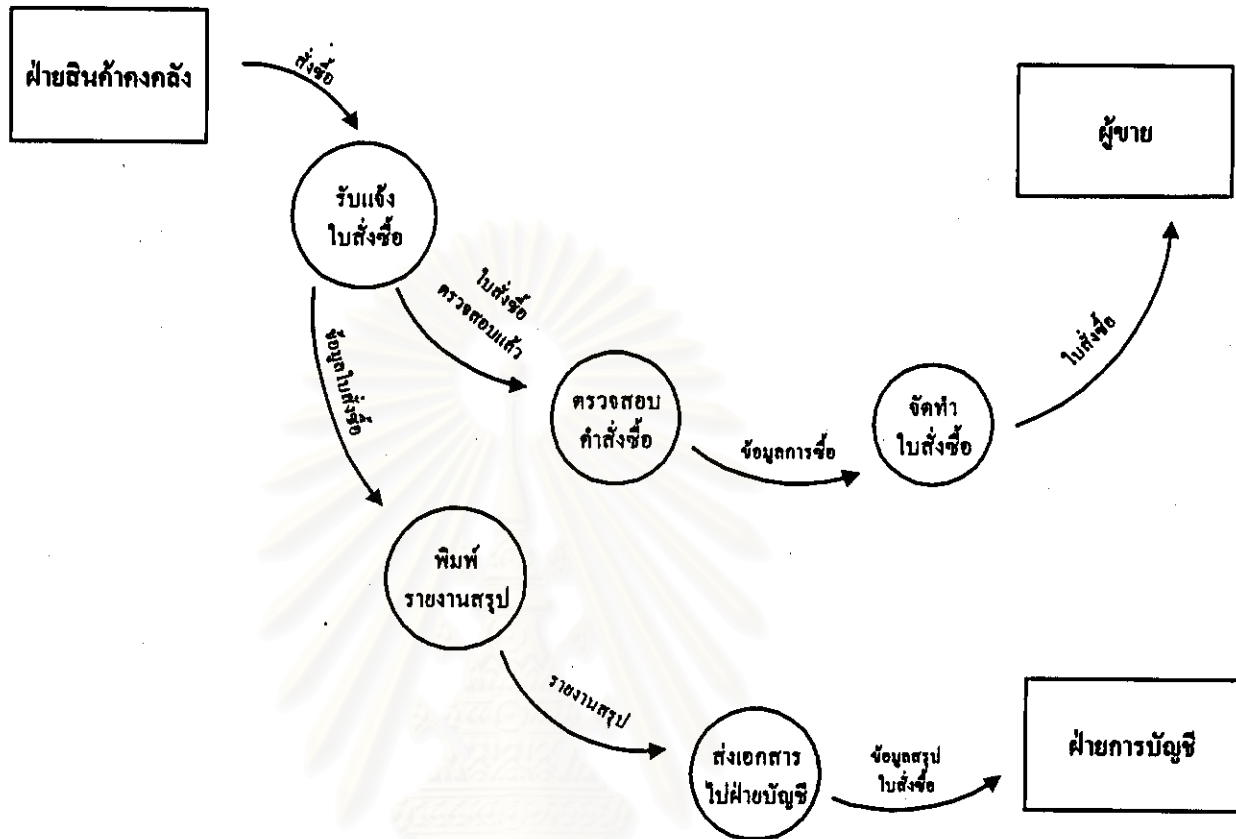 ฝ่ายสินค้าคงคลัง
สั่งซื้อ
ผู้ขาย
รับแจ้ง
ใบสั่งซื้อ
ใบสั่งซื้อ
ตรวจสอบแล้ว
ข้อมูลใบสั่งซื้อ
ใบสั่งซื้อ
ตรวจสอบ
คำสั่งซื้อ
ข้อมูลการซื้อ
จัดทำ
ใบสั่งซื้อ
พิมพ์
รายงานสรุป
รายงานสรุป
ส่งเอกสาร
ไปฝ่ายบัญชี
ข้อมูลสรุป
ใบสั่งซื้อ
ฝ่ายการบัญชี